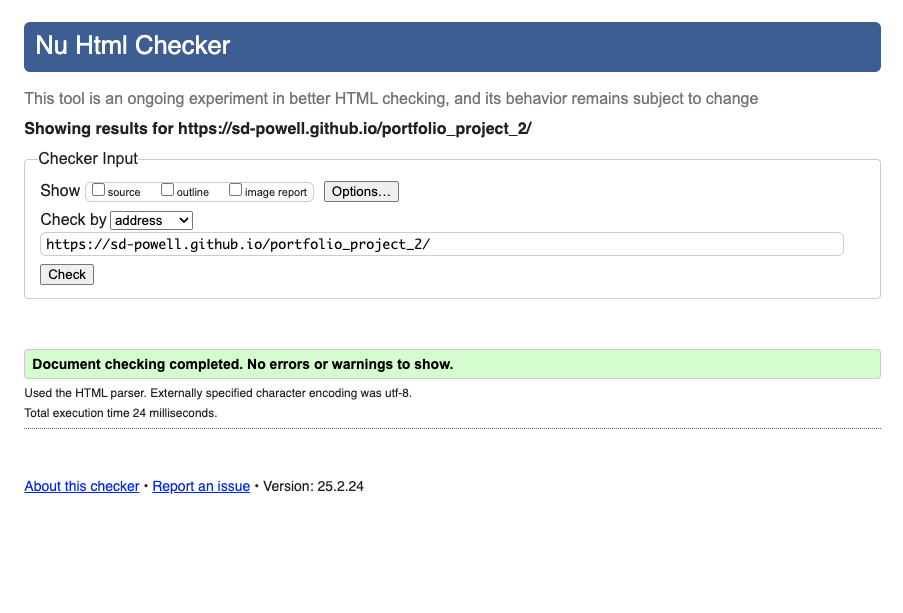 Nu Html Checker
This tool is an ongoing experiment in better HTML checking, and its behavior remains subject to change
Showing results for https://sd-powell.github.io/portfolio_project_2/
Checker Input
Show source outline image report Options...
Check by address
https://sd-powell.github.io/portfolio_project_2/
Check
Document checking completed. No errors or warnings to show.
Used the HTML parser. Externally specified character encoding was utf-8.
Total execution time 24 milliseconds.
About this checker • Report an issue • Version: 25.2.24